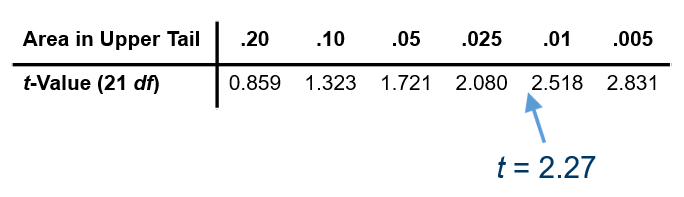 Area in Upper Tail .20 .10 .05 .025 .01 .005
t-Value (21 df) 0.859 1.323 1.721 2.080 2.518 2.831
t = 2.27